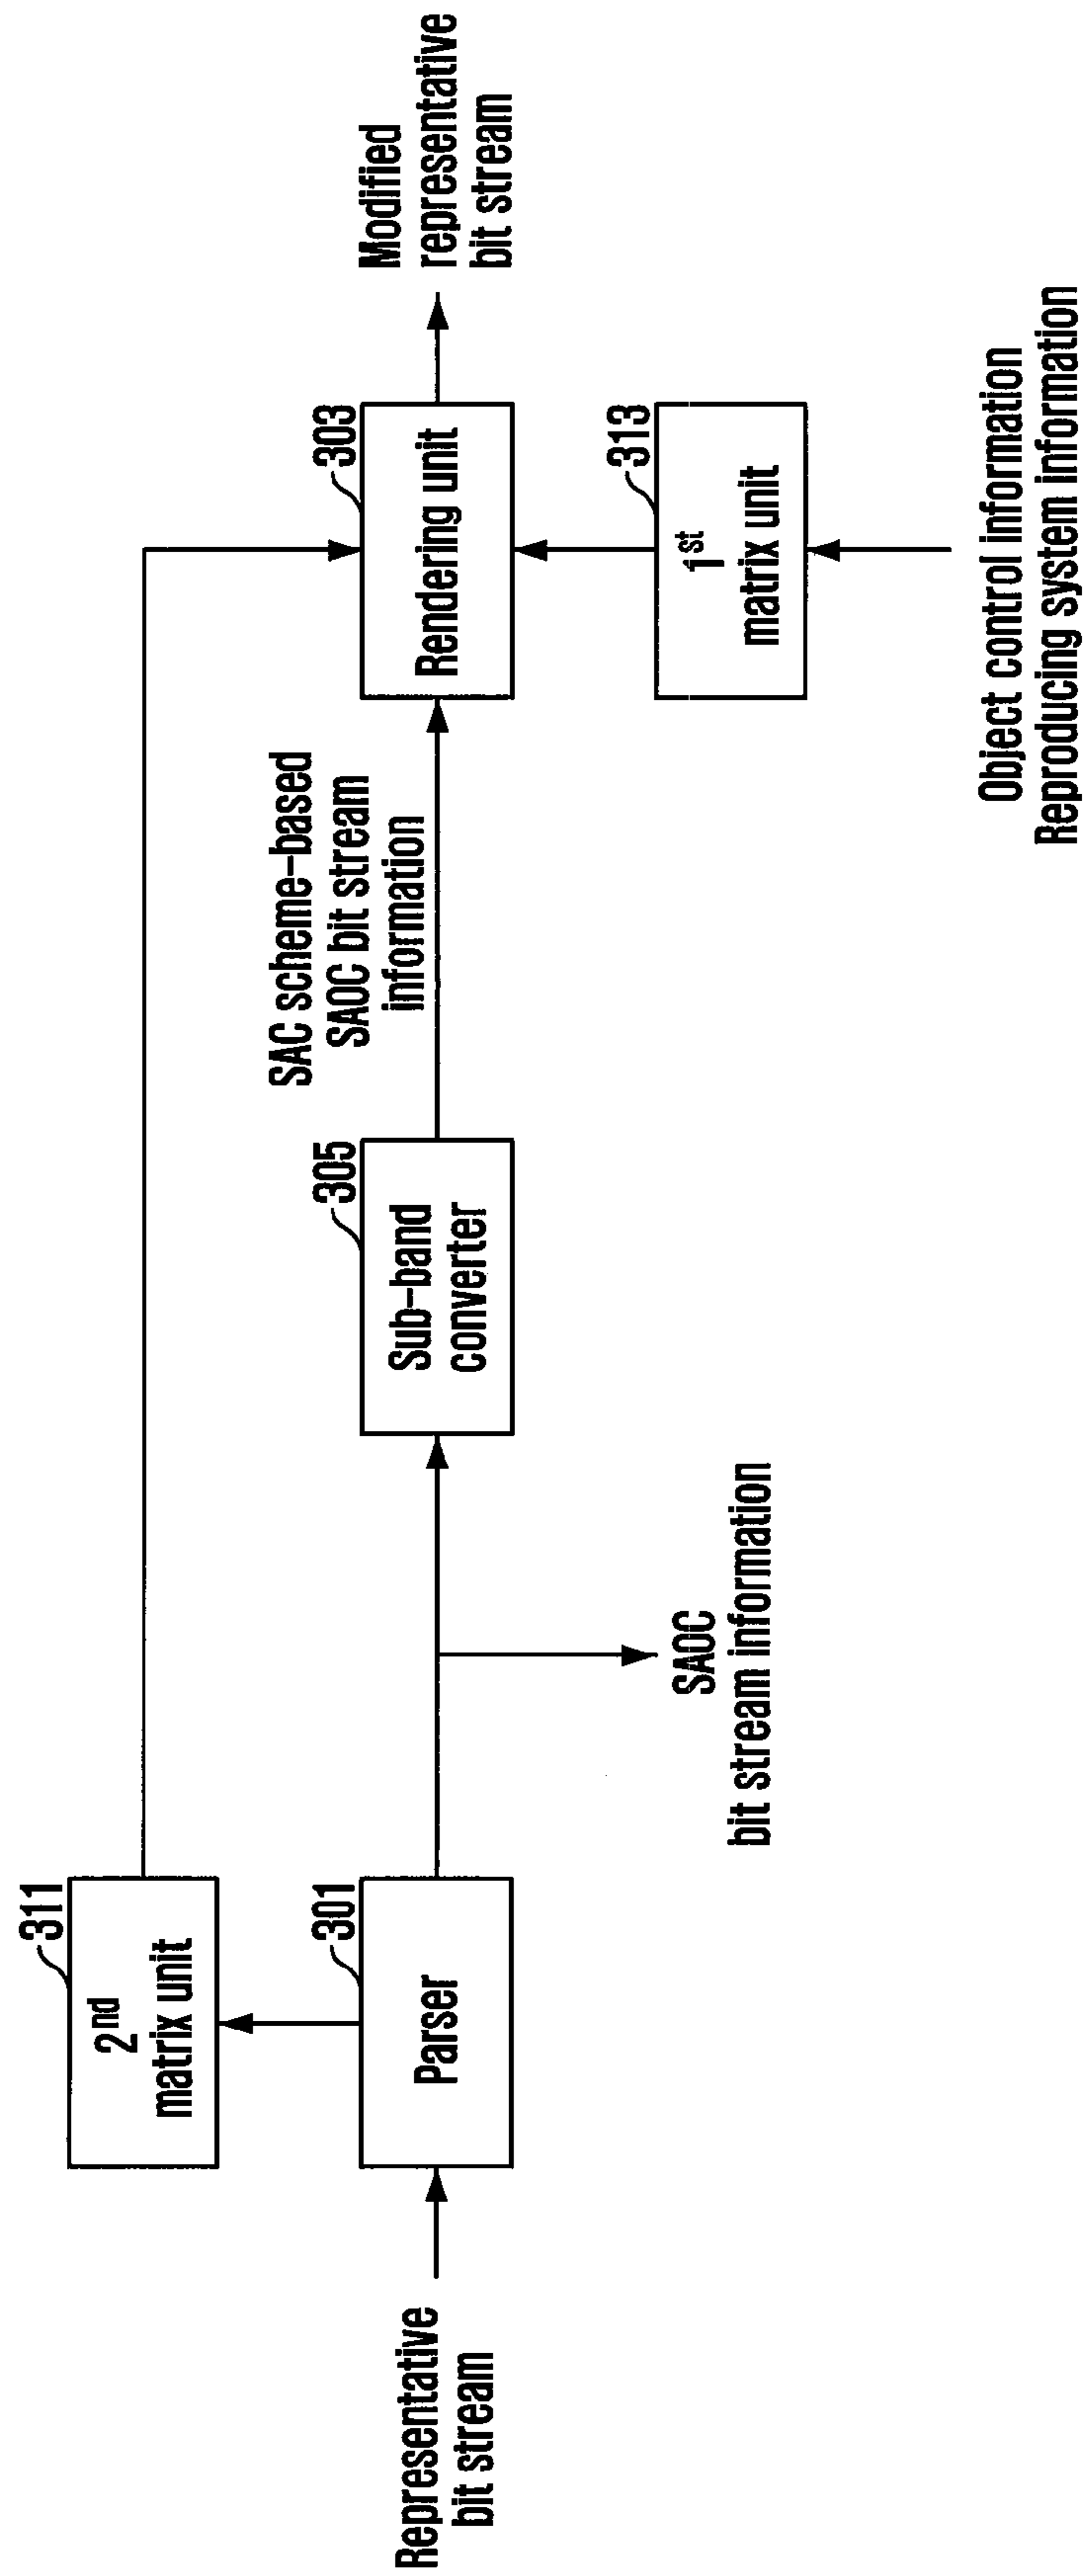 311
2nd
matrix unit
Representative
bit stream
301
Parser
SAOC
bit stream information
305
Sub-band
converter
SAC scheme-based
SAOC bit stream
information
303
Rendering unit
Modified
representative
bit stream
313
1st
matrix unit
Object control information
Reproducing system information